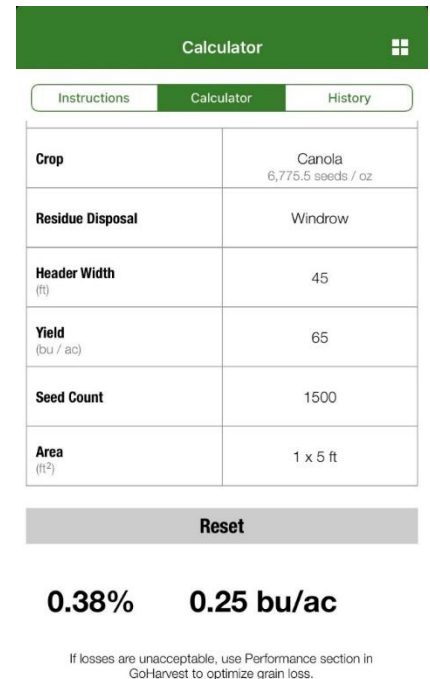 Calculator
Instructions Calculator History
Crop Canola
6,775.5 seeds / oz
Residue Disposal Windrow
Header Width 45
(ft)
Yield 65
(bu / ac)
Seed Count 1500
Area 1 x 5 ft
(ft²)
Reset
0.38% 0.25 bu/ac
If losses are unacceptable, use Performance section in
GoHarvest to optimize grain loss.